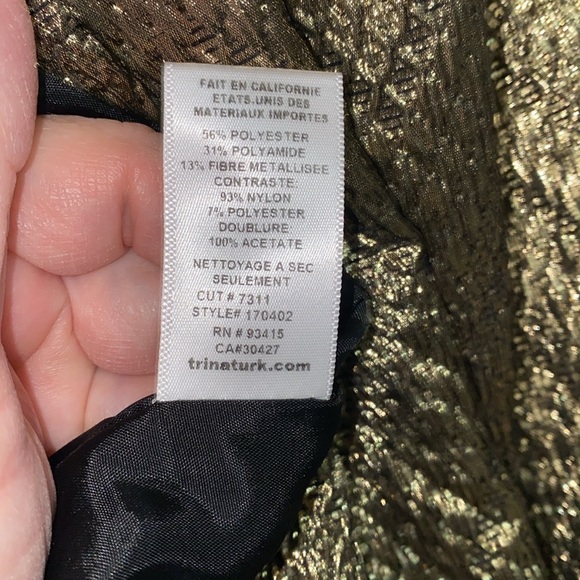 FAIT EN CALIFORNIE
ETATS.UNIS DES
MATERIAUX IMPORTES
56% POLYESTER
31% POLYAMIDE
13% FIBRE METALLISEE
CONTRASTE:
93% NYLON
7% POLYESTER
DOUBLURE
100% ACETATE
NETTOYAGE A SEC
SEULEMENT
CUT # 7311
STYLE# 170402
RN # 93415
CA#30427
trinaturk.com